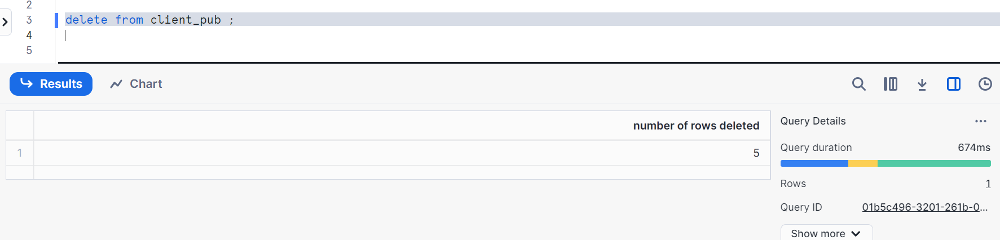 2
3 delete from client_pub ;
4
5
Results Chart
number of rows deleted
1 5
Query Details
Query duration 674ms
Rows 1
Query ID 01b5c496-3201-261b-0...
Show more